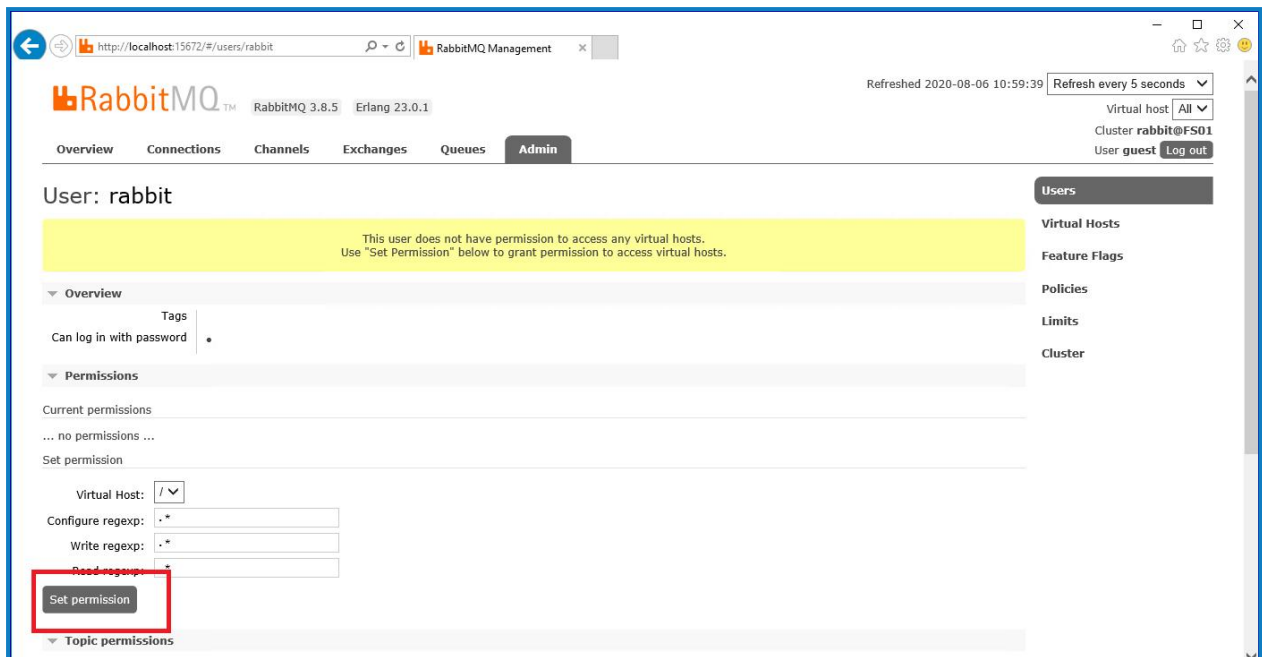 http://localhost:15672/#/users/rabbit
RabbitMQ Management
Refreshed 2020-08-06 10:59:39 Refresh every 5 seconds
RabbitMQ TM RabbitMQ 3.8.5 Erlang 23.0.1
Virtual host All
Cluster rabbit@FS01
User guest Log out
Overview Connections Channels Exchanges Queues Admin
User: rabbit
This user does not have permission to access any virtual hosts.
Use "Set Permission" below to grant permission to access virtual hosts.
Overview
Tags
Can log in with password •
Permissions
Current permissions
... no permissions ...
Set permission
Virtual Host: /
Configure regexp: .*
Write regexp: .*
Read regexp: .*
Set permission
Topic permissions
Users
Virtual Hosts
Feature Flags
Policies
Limits
Cluster